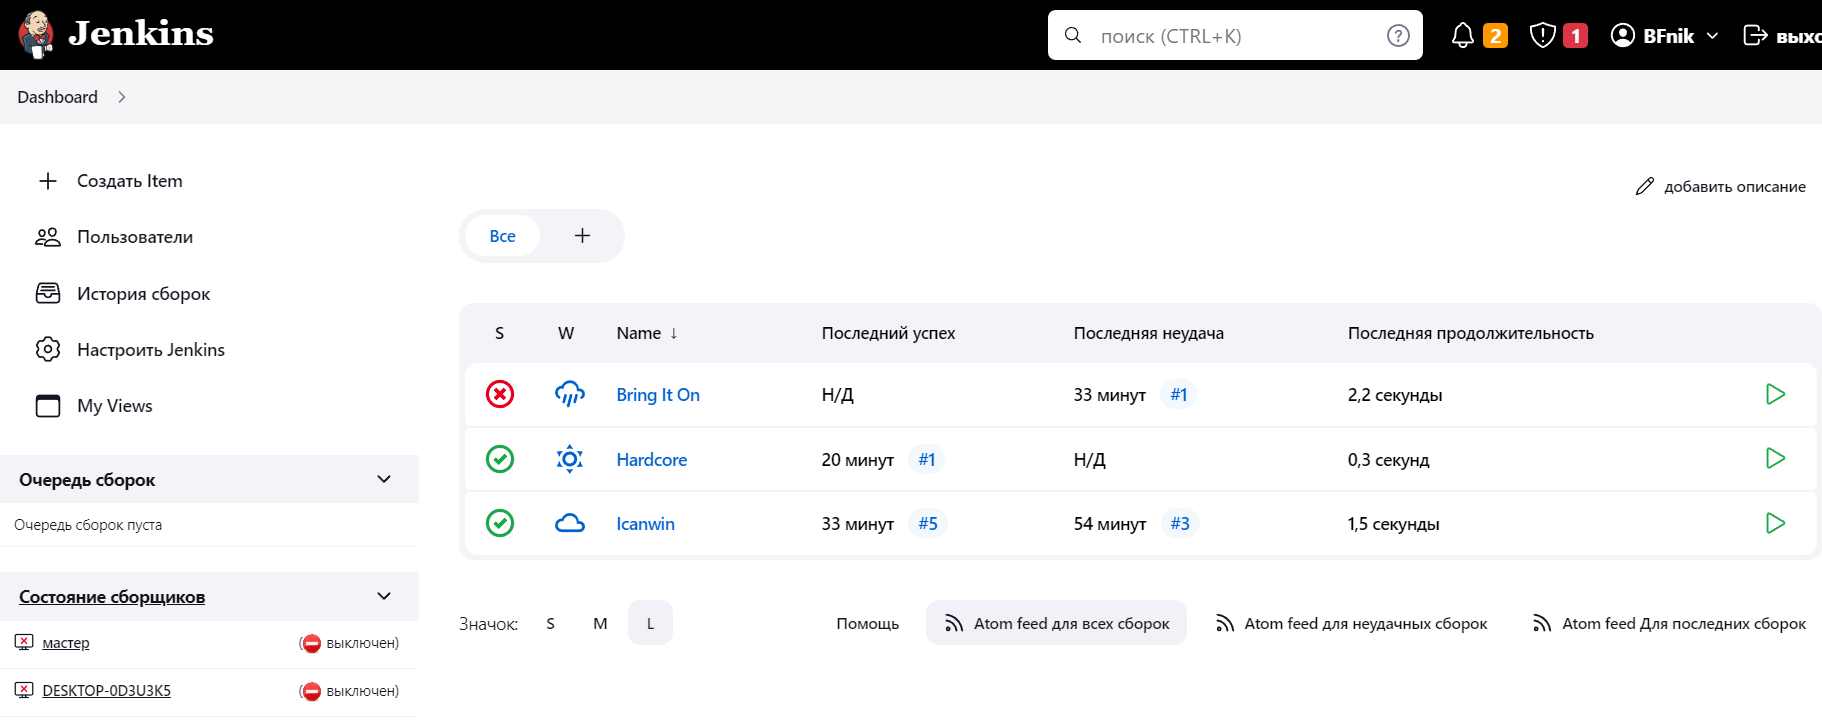 Jenkins
поиск (CTRL+K)
2
1
BFnik
Dashboard
Создать Item
Пользователи
История сборок
Настроить Jenkins
My Views
Очередь сборок
Очередь сборок пуста
Состояние сборщиков
мастер (выключен)
DESKTOP-0D3U3K5 (выключен)
добавить описание
Все
S W Name ↓ Последний успех Последняя неудача Последняя продолжительность
Bring It On Н/Д 33 минут #1 2,2 секунды
Hardcore 20 минут #1 Н/Д 0,3 секунд
Icanwin 33 минут #5 54 минут #3 1,5 секунды
Значок: S M L Помощь Atom feed для всех сборок Atom feed для неудачных сборок Atom feed Для последних сборок